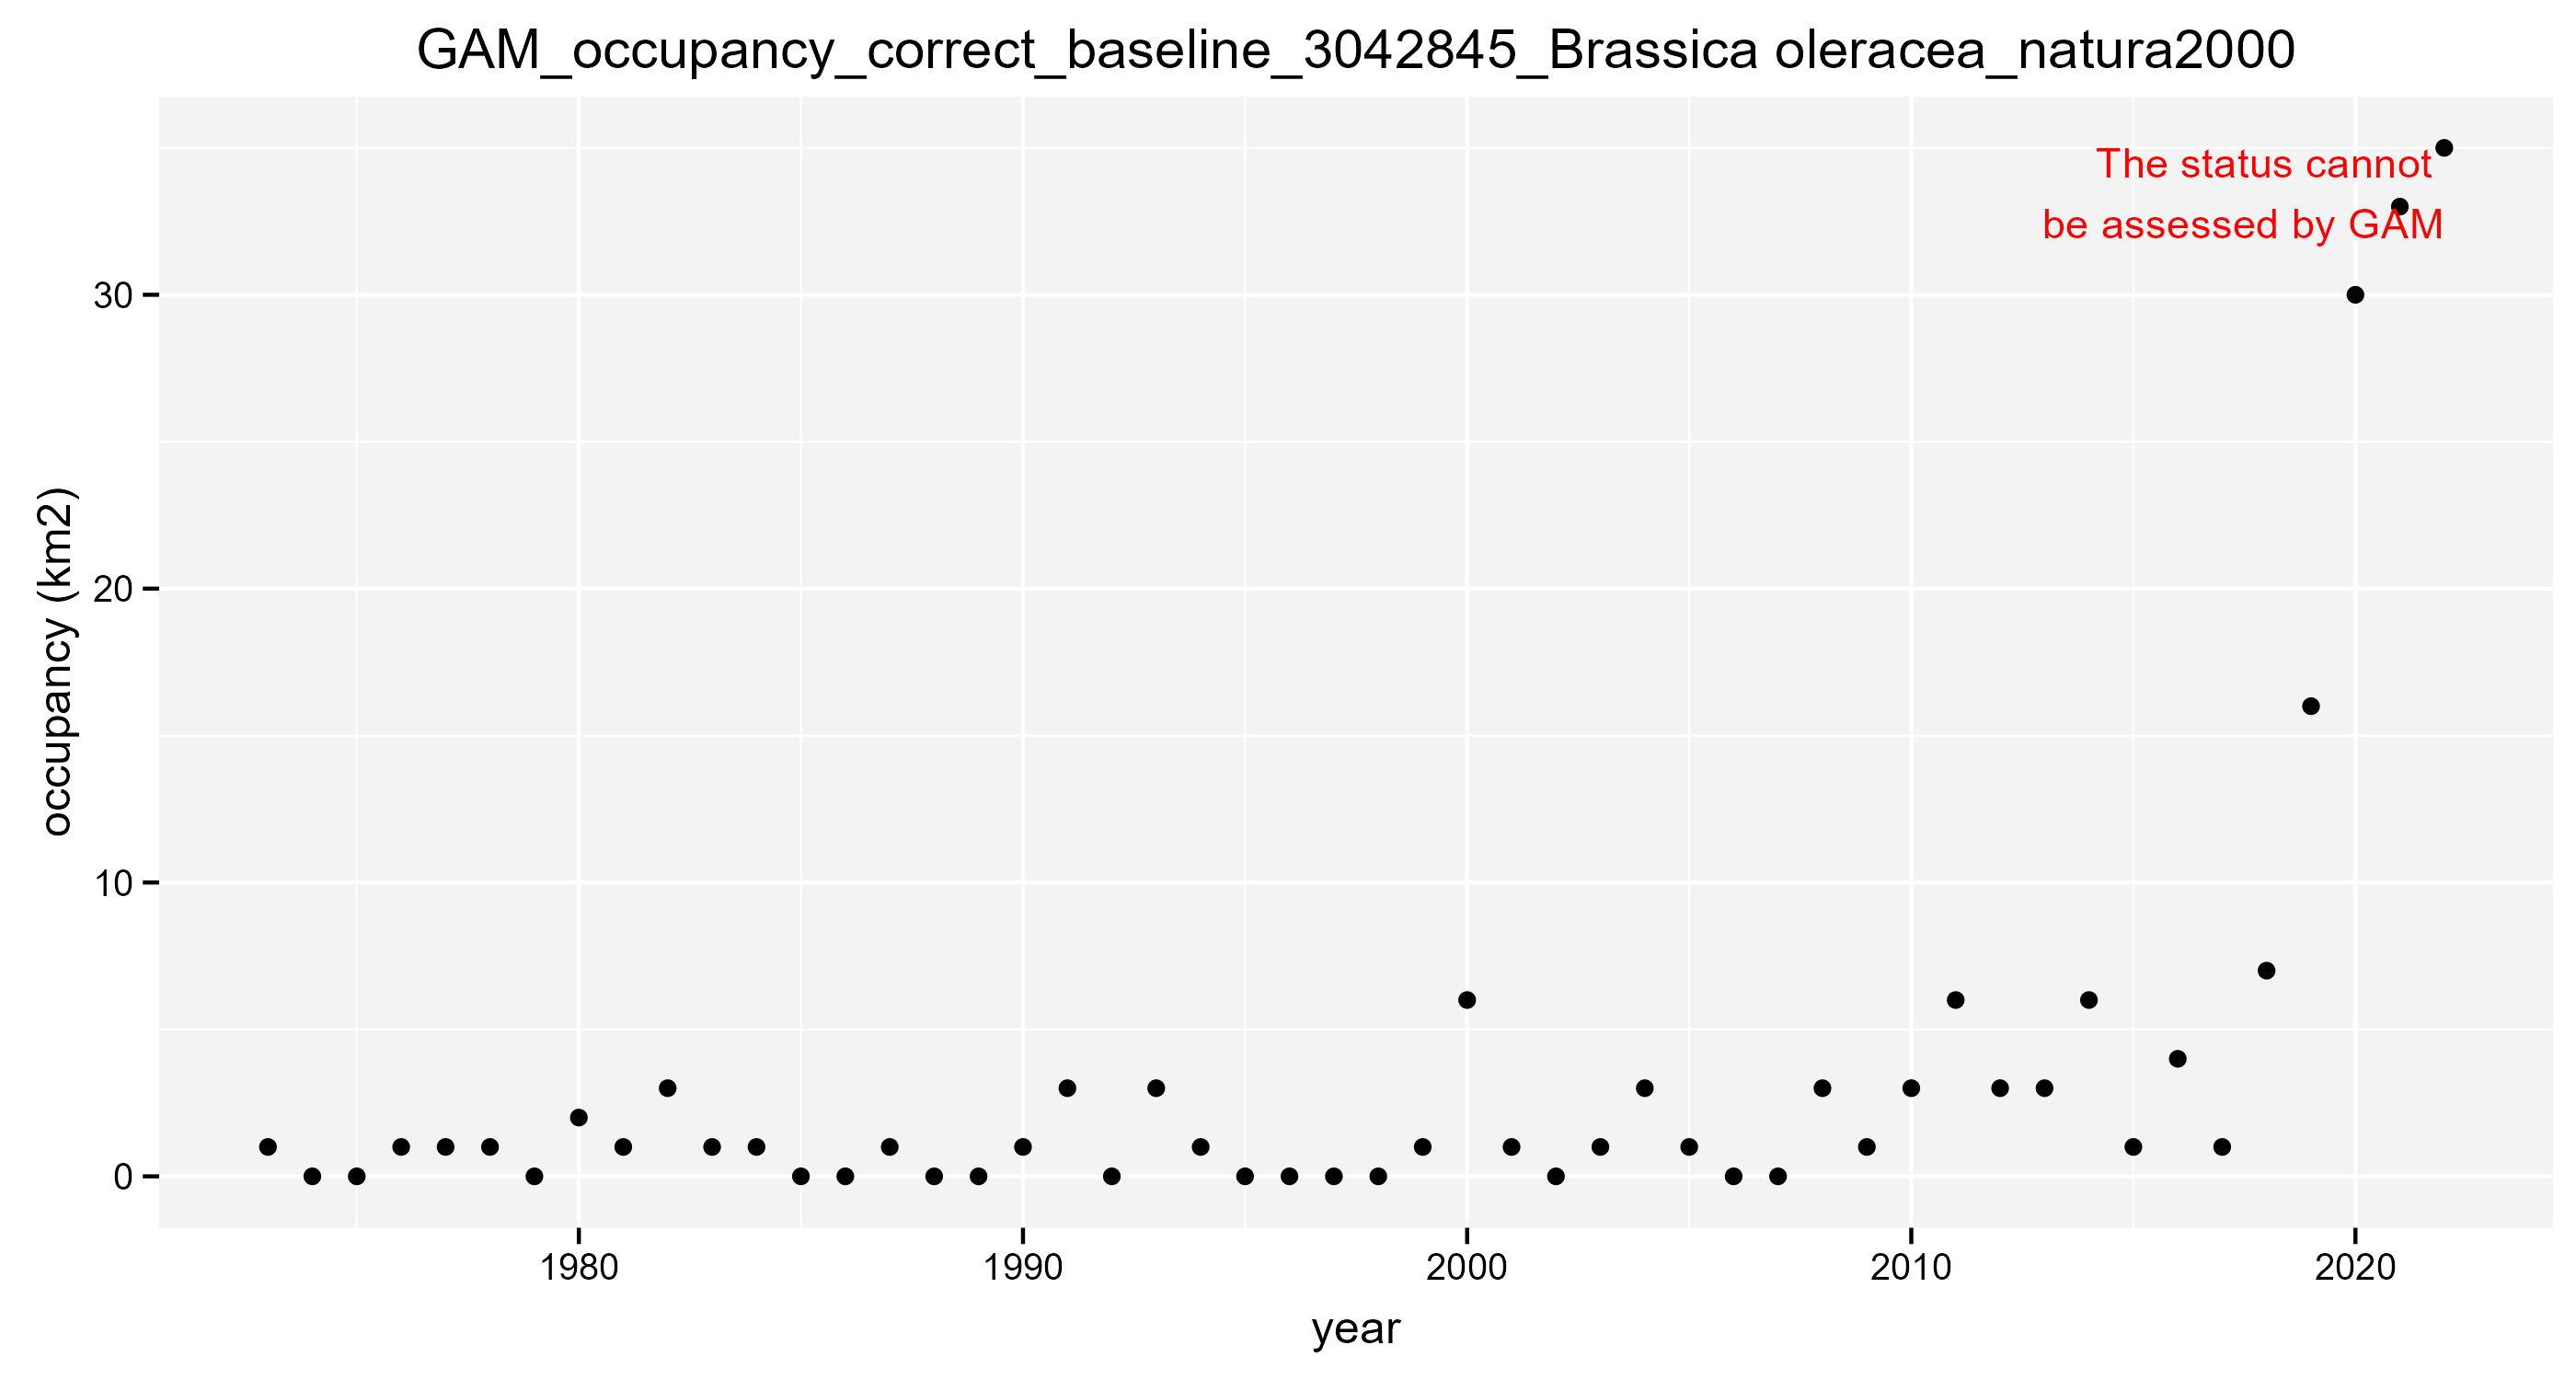 GAM_occupancy_correct_baseline_3042845_Brassica oleracea_natura2000
The status cannot
be assessed by GAM
30
20
10
0
occupancy (km2)
1980 1990 2000 2010 2020
year